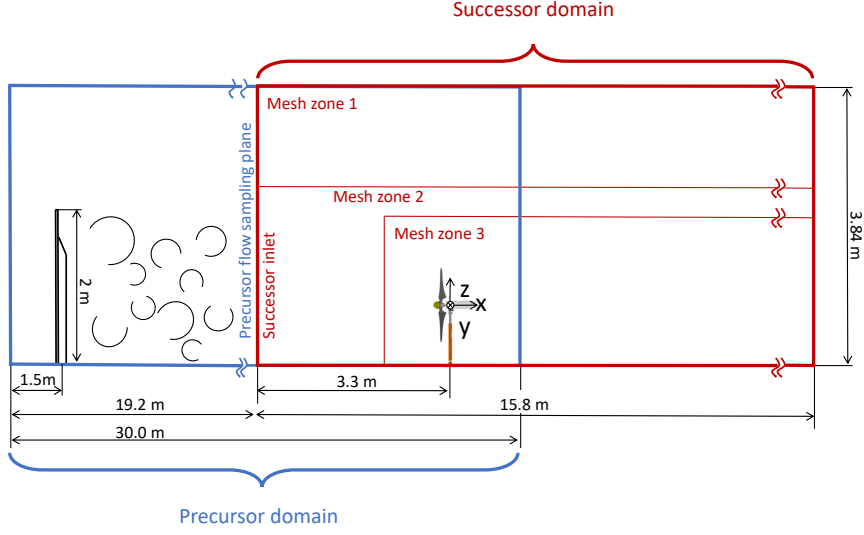 Successor domain
Mesh zone 1
Mesh zone 2
Mesh zone 3
Precursor flow sampling plane
Successor inlet
2 m
z
x
y
3.84 m
1.5m
3.3 m
19.2 m
15.8 m
30.0 m
Precursor domain